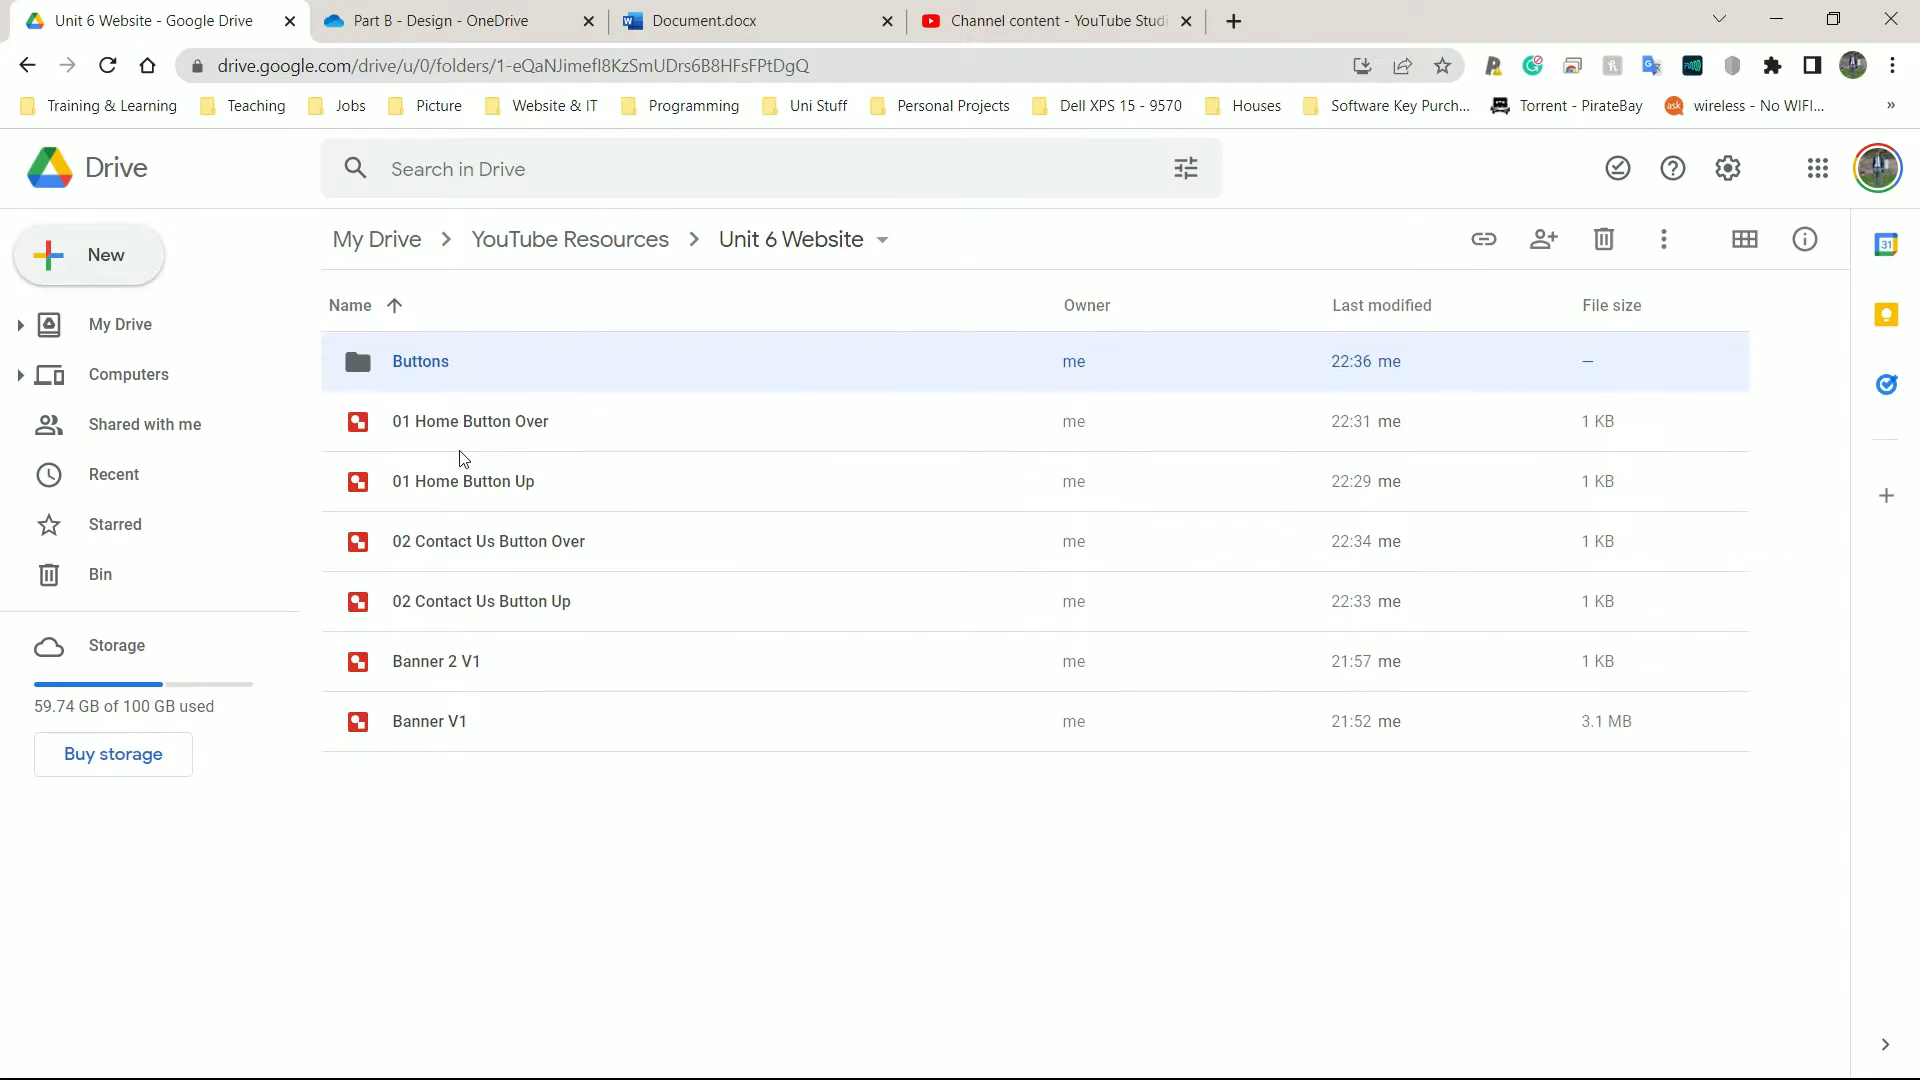 Unit 6 Website - Google Drive
Part B - Design - OneDrive
Document.docx
Channel content - YouTube Studi
drive.google.com/drive/u/0/folders/1-eQaNJimefI8KzSmUDrs6B8HFsFPtDgQ
Training & Learning
Teaching
Jobs
Picture
Website & IT
Programming
Uni Stuff
Personal Projects
Dell XPS 15 - 9570
Houses
Software Key Purch...
Torrent - PirateBay
ask
wireless - No WIFI...
»
Drive
Search in Drive
New
My Drive
YouTube Resources
Unit 6 Website
31
My Drive
Computers
Shared with me
Recent
Starred
Bin
Storage
59.74 GB of 100 GB used
Buy storage
Name Owner Last modified File size
Buttons me 22:36 me —
01 Home Button Over me 22:31 me 1 KB
01 Home Button Up me 22:29 me 1 KB
02 Contact Us Button Over me 22:34 me 1 KB
02 Contact Us Button Up me 22:33 me 1 KB
Banner 2 V1 me 21:57 me 1 KB
Banner V1 me 21:52 me 3.1 MB